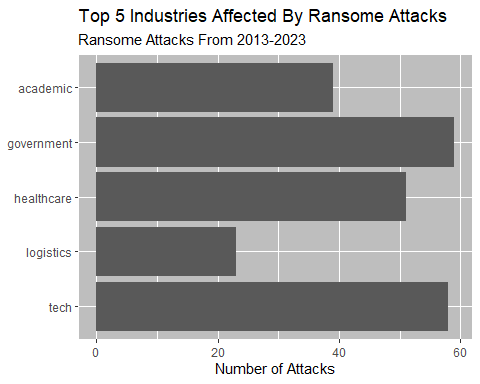 Top 5 Industries Affected By Ransome Attacks
Ransome Attacks From 2013-2023
academic
government
healthcare
logistics
tech
0 20 40 60
Number of Attacks